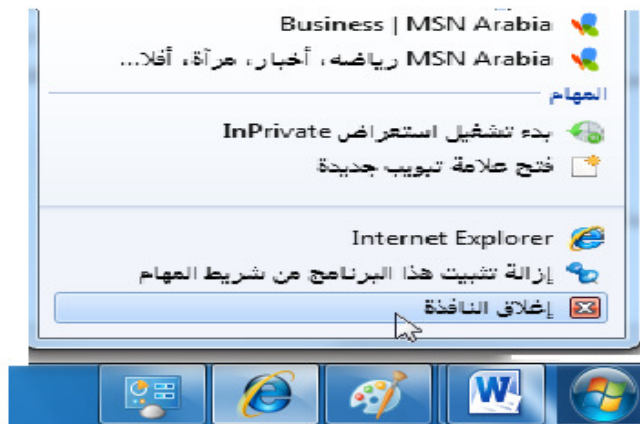 Business | MSN Arabia
MSN Arabia رياضه، أخبار، مرآة، أفلا...
المهام
بدء تشغيل استعراض InPrivate
فتح علامة تبويب جديدة
Internet Explorer
إزالة تثبيت هذا البرنامج من شريط المهام
إغلاق النافذة